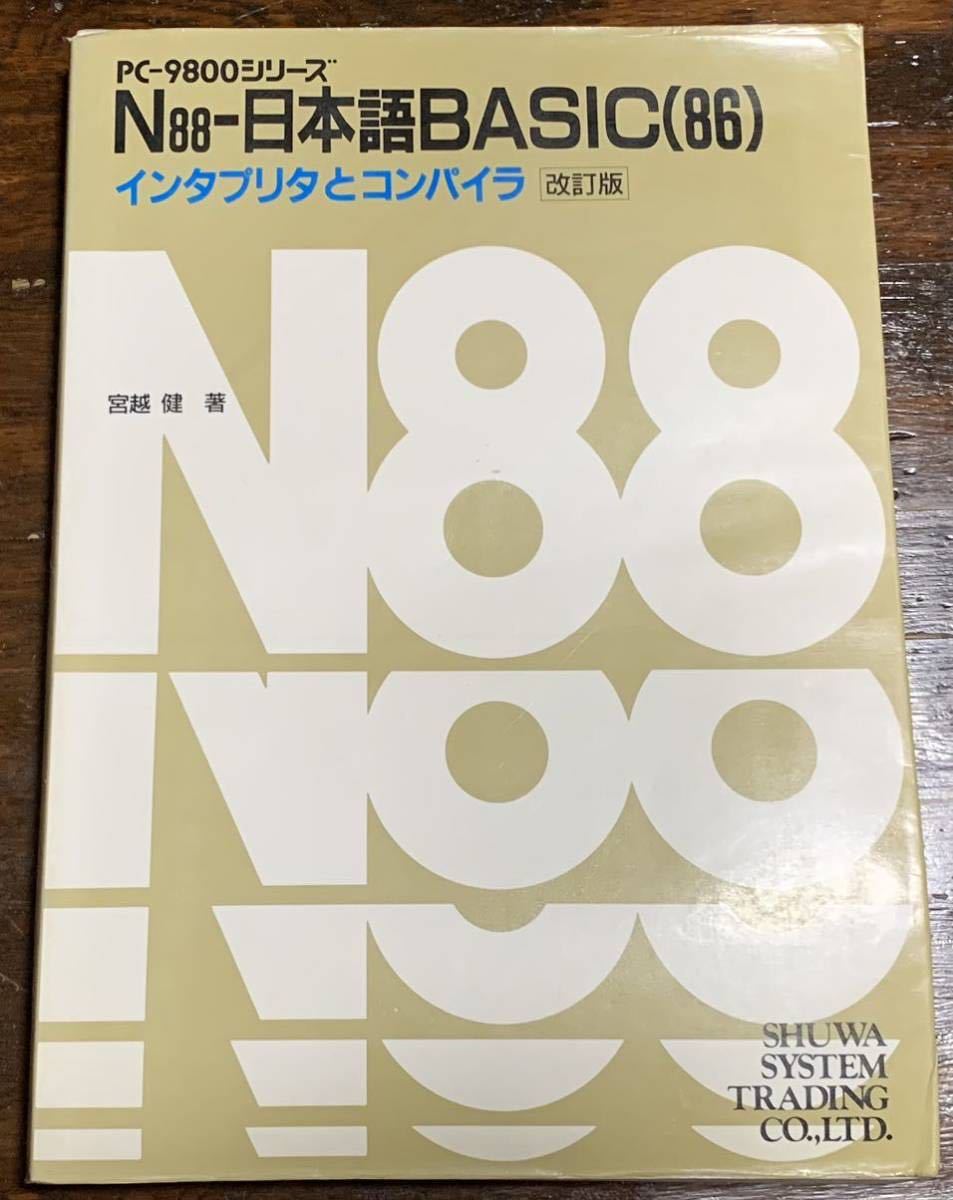 PC-9800シリーズ
N88-日本語BASIC(86)
インタプリタとコンパイラ 改訂版
N88
宮越 健 著
SHUWA
SYSTEM
TRADING
CO.,LTD.